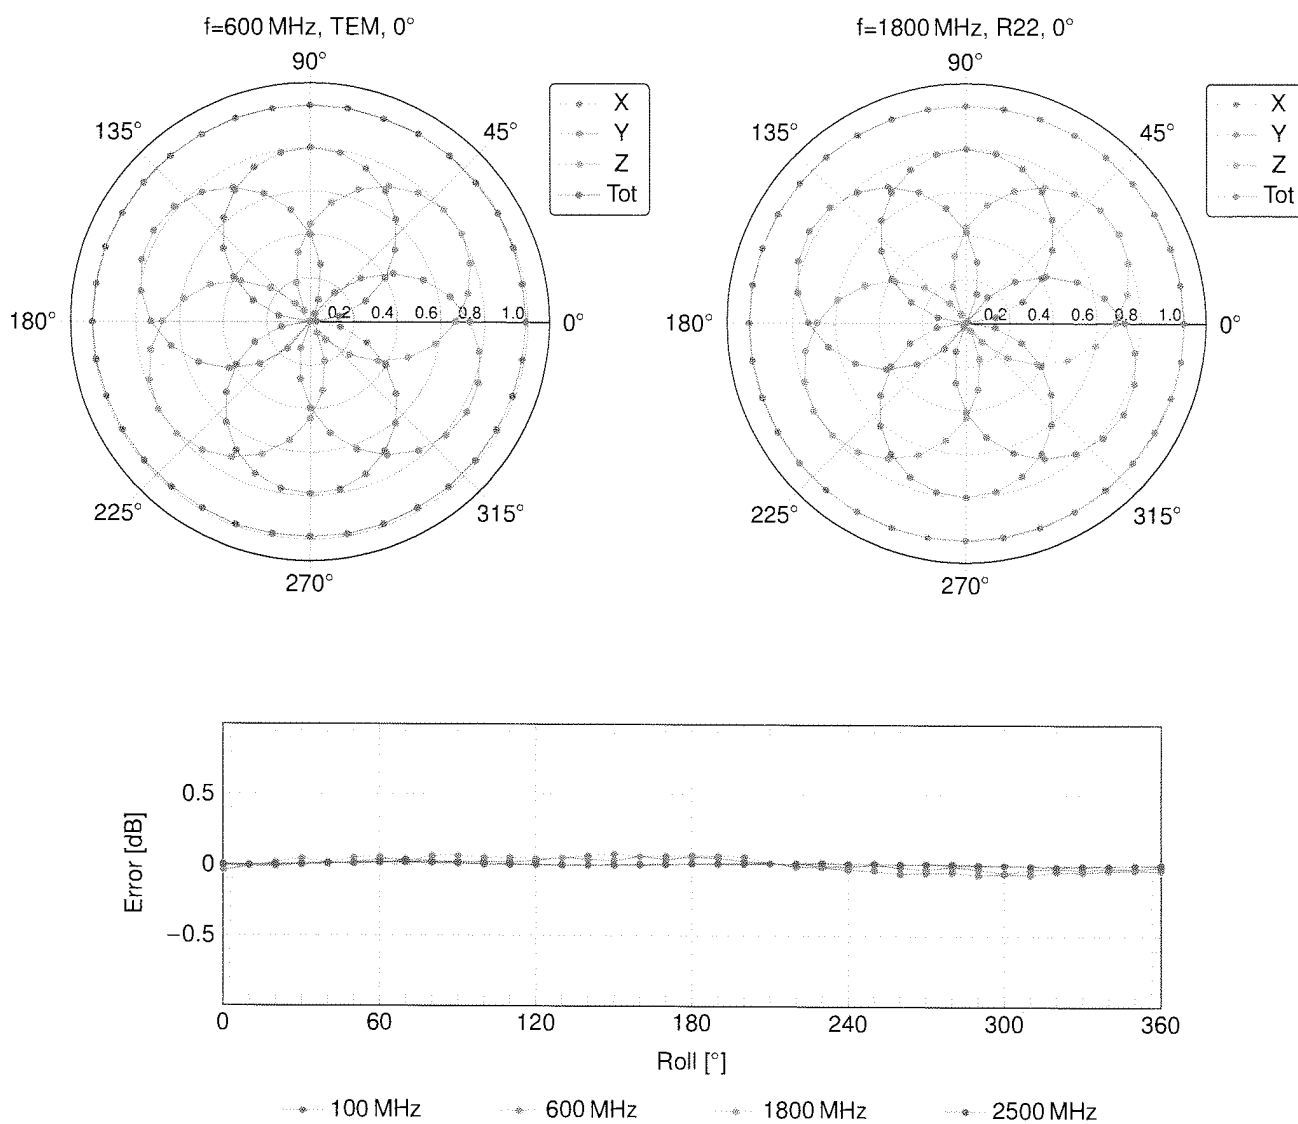 f=600 MHz, TEM, 0°
90°
135°
45°
180°
0.2 0.4 0.6 0.8 1.0
0°
225°
315°
270°
X
Y
Z
Tot
f=1800 MHz, R22, 0°
90°
135°
45°
180°
0.2 0.4 0.6 0.8 1.0
0°
225°
315°
270°
X
Y
Z
Tot
Error [dB]
0.5
0
−0.5
0 60 120 180 240 300 360
Roll [°]
100 MHz 600 MHz 1800 MHz 2500 MHz